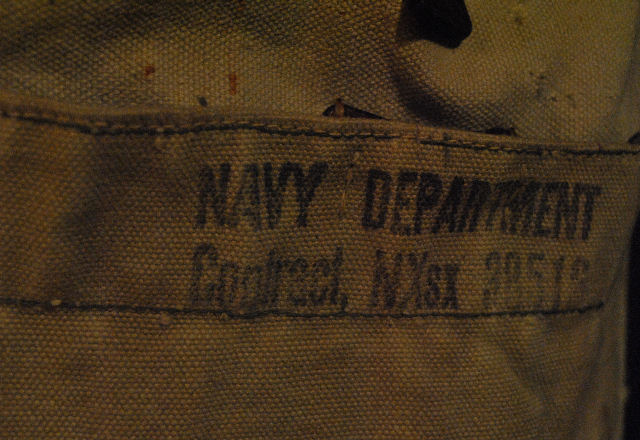 NAVY DEPARTMENT
Contract, NXsx